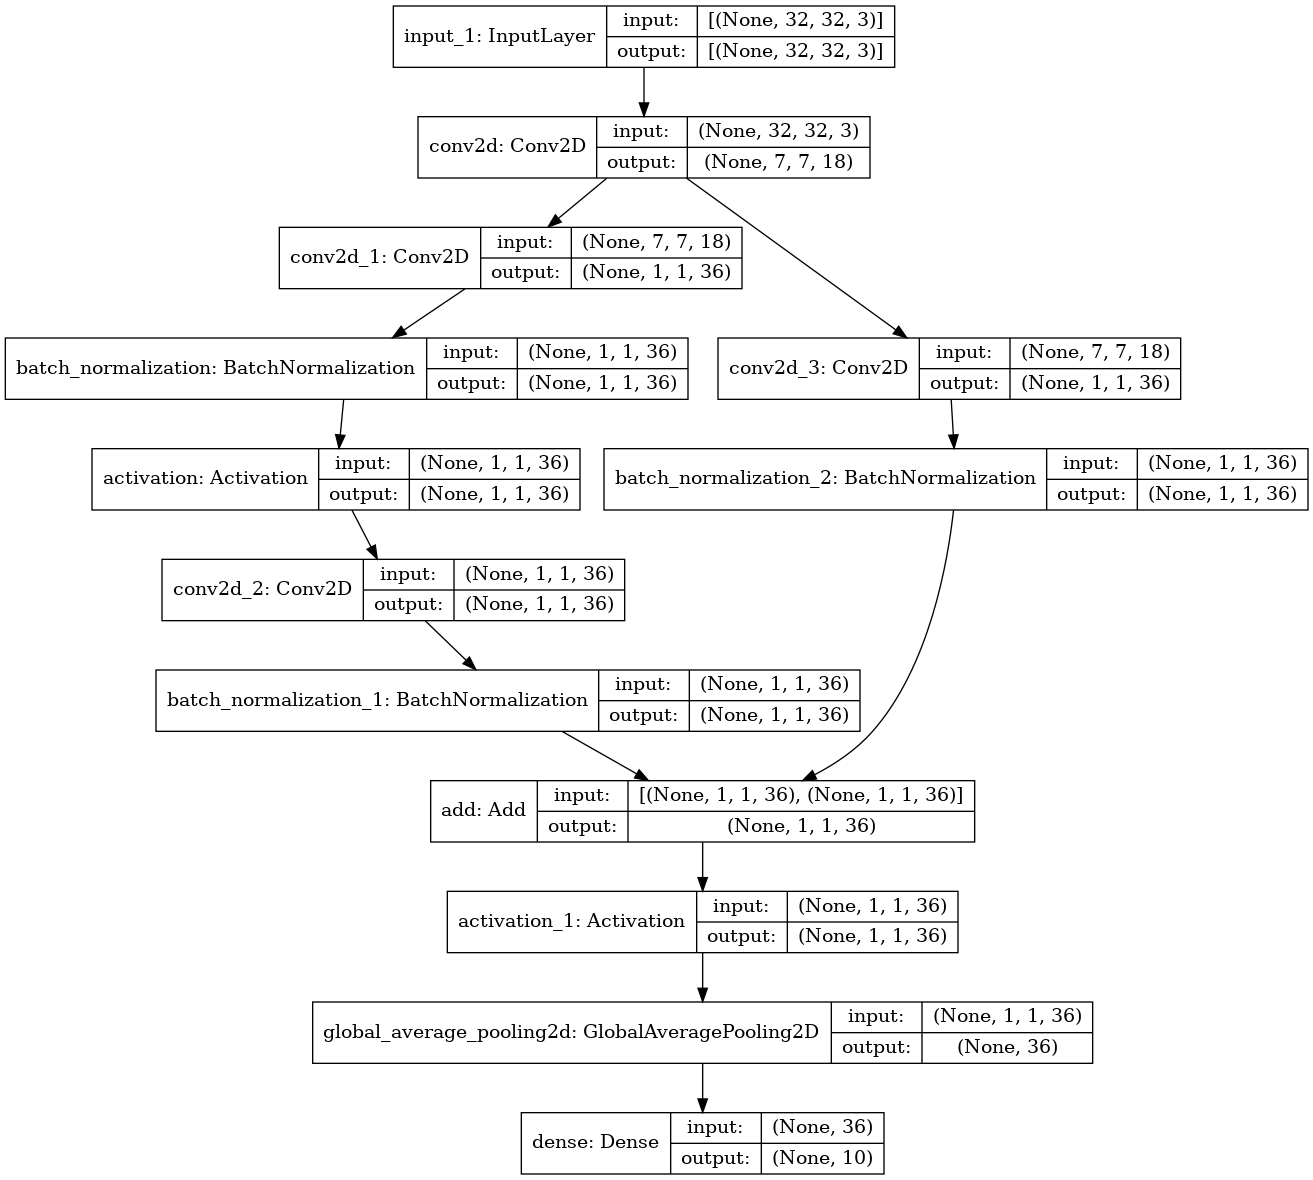 input_1: InputLayer
input:
[(None, 32, 32, 3)]
output:
[(None, 32, 32, 3)]
conv2d: Conv2D
input:
(None, 32, 32, 3)
output:
(None, 7, 7, 18)
conv2d_1: Conv2D
input:
(None, 7, 7, 18)
output:
(None, 1, 1, 36)
batch_normalization: BatchNormalization
input:
(None, 1, 1, 36)
output:
(None, 1, 1, 36)
conv2d_3: Conv2D
input:
(None, 7, 7, 18)
output:
(None, 1, 1, 36)
activation: Activation
input:
(None, 1, 1, 36)
output:
(None, 1, 1, 36)
batch_normalization_2: BatchNormalization
input:
(None, 1, 1, 36)
output:
(None, 1, 1, 36)
conv2d_2: Conv2D
input:
(None, 1, 1, 36)
output:
(None, 1, 1, 36)
batch_normalization_1: BatchNormalization
input:
(None, 1, 1, 36)
output:
(None, 1, 1, 36)
add: Add
input:
[(None, 1, 1, 36), (None, 1, 1, 36)]
output:
(None, 1, 1, 36)
activation_1: Activation
input:
(None, 1, 1, 36)
output:
(None, 1, 1, 36)
global_average_pooling2d: GlobalAveragePooling2D
input:
(None, 1, 1, 36)
output:
(None, 36)
dense: Dense
input:
(None, 36)
output:
(None, 10)